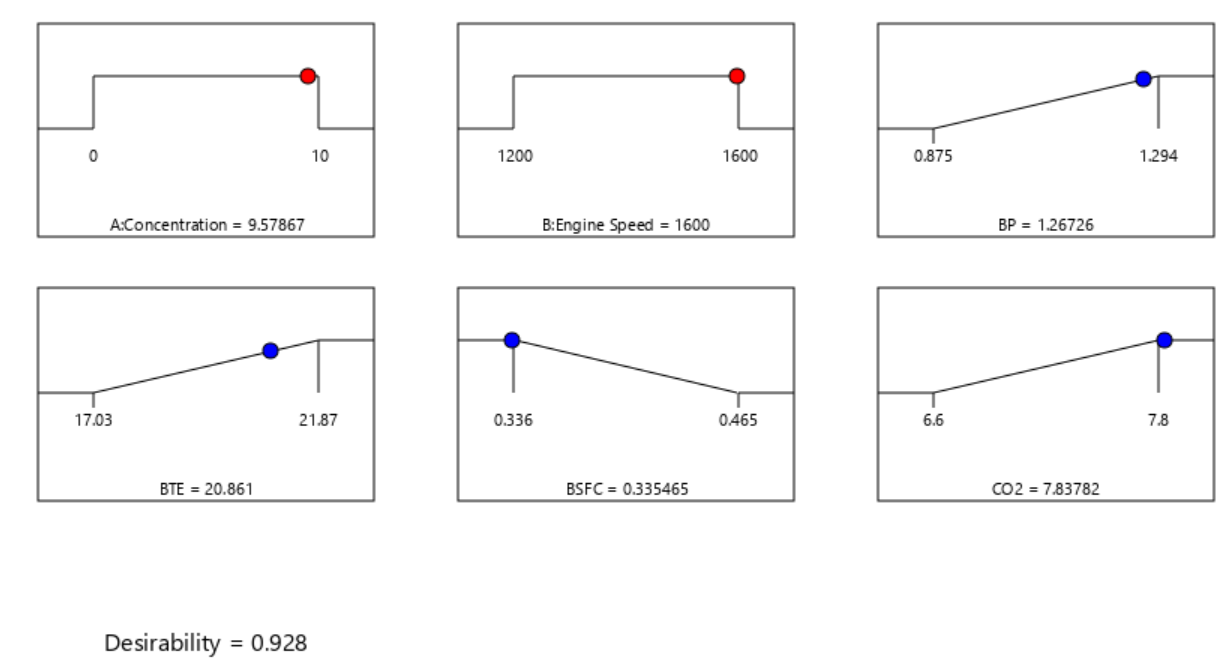 0 10
A:Concentration = 9.57867
1200 1600
B:Engine Speed = 1600
0.875 1.294
BP = 1.26726
17.03 21.87
BTE = 20.861
0.336 0.465
BSFC = 0.335465
6.6 7.8
CO2 = 7.83782
Desirability = 0.928